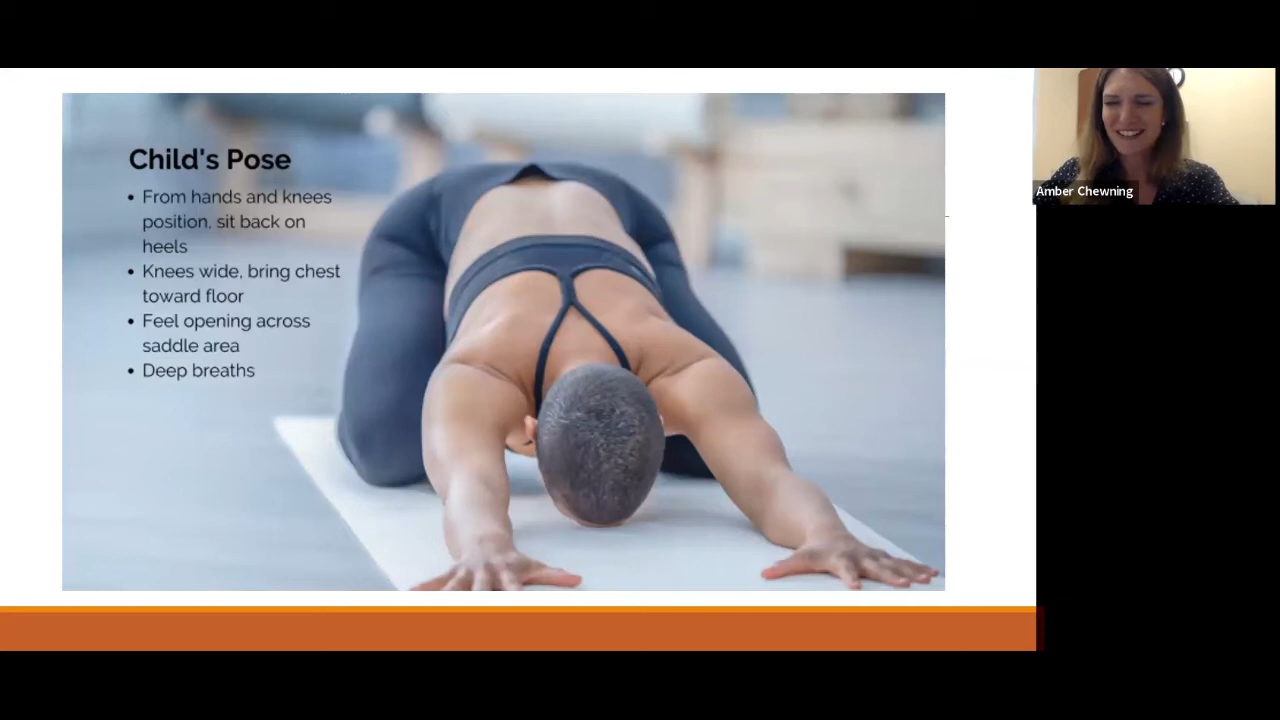 Child's Pose
• From hands and knees
position, sit back on
heels
• Knees wide, bring chest
toward floor
• Feel opening across
saddle area
• Deep breaths
Amber Chewning